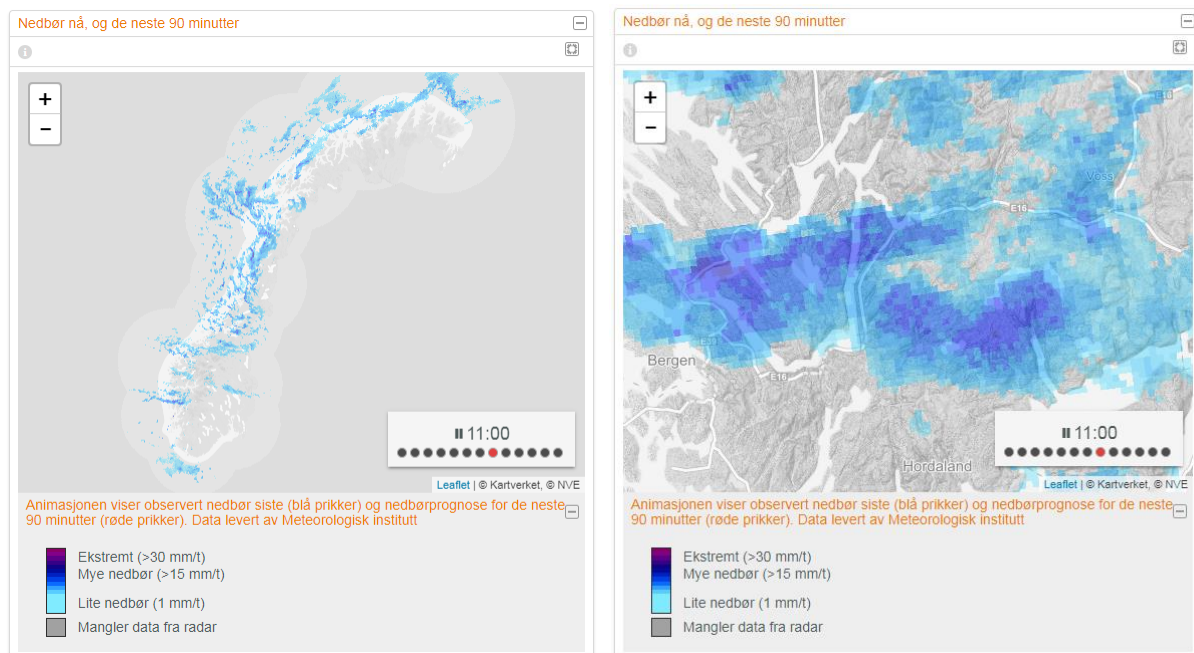 Nedbør nå, og de neste 90 minutter
+
−
11:00
Leaflet | © Kartverket, © NVE
Animasjonen viser observert nedbør siste (blå prikker) og nedbørprognose for de neste
90 minutter (røde prikker). Data levert av Meteorologisk institutt
Ekstremt (>30 mm/t)
Mye nedbør (>15 mm/t)
Lite nedbør (1 mm/t)
Mangler data fra radar
Nedbør nå, og de neste 90 minutter
+
−
Voss
E16
Bergen
E16
Hordaland
11:00
Leaflet | © Kartverket, © NVE
Animasjonen viser observert nedbør siste (blå prikker) og nedbørprognose for de neste
90 minutter (røde prikker). Data levert av Meteorologisk institutt
Ekstremt (>30 mm/t)
Mye nedbør (>15 mm/t)
Lite nedbør (1 mm/t)
Mangler data fra radar